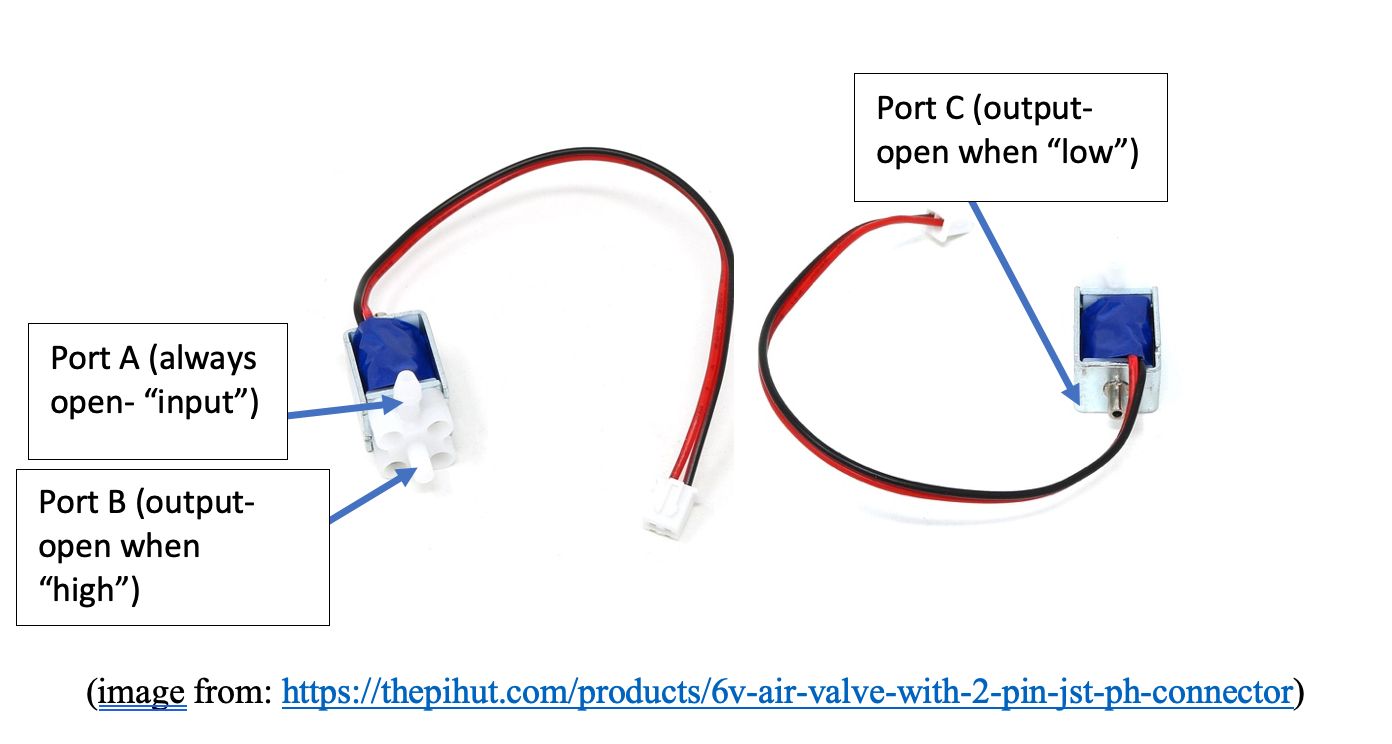 Port C (output-
open when “low”)
Port A (always
open- “input”)
Port B (output-
open when
“high”)
(image from: https://thepihut.com/products/6v-air-valve-with-2-pin-jst-ph-connector)